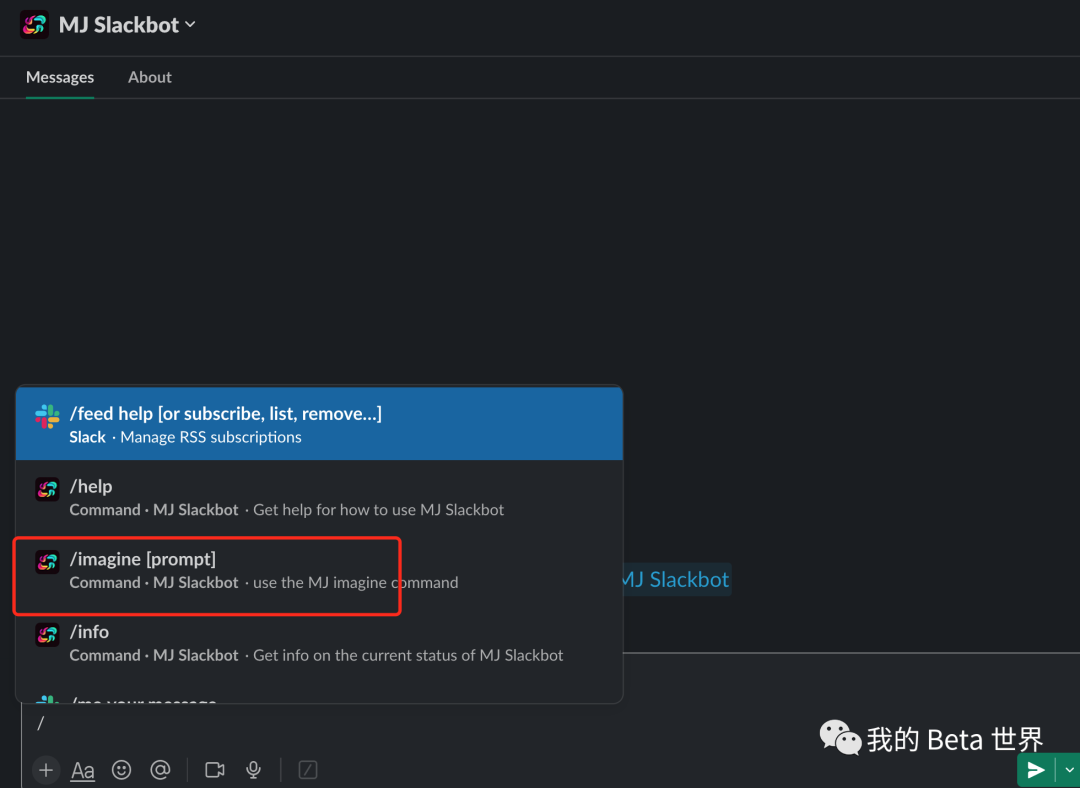 MJ Slackbot
Messages About
/feed help [or subscribe, list, remove...]
Slack · Manage RSS subscriptions
/help
Command · MJ Slackbot · Get help for how to use MJ Slackbot
/imagine [prompt]
Command · MJ Slackbot · use the MJ imagine command
MJ Slackbot
/info
Command · MJ Slackbot · Get info on the current status of MJ Slackbot
/me your message
/
我的 Beta 世界
Aa